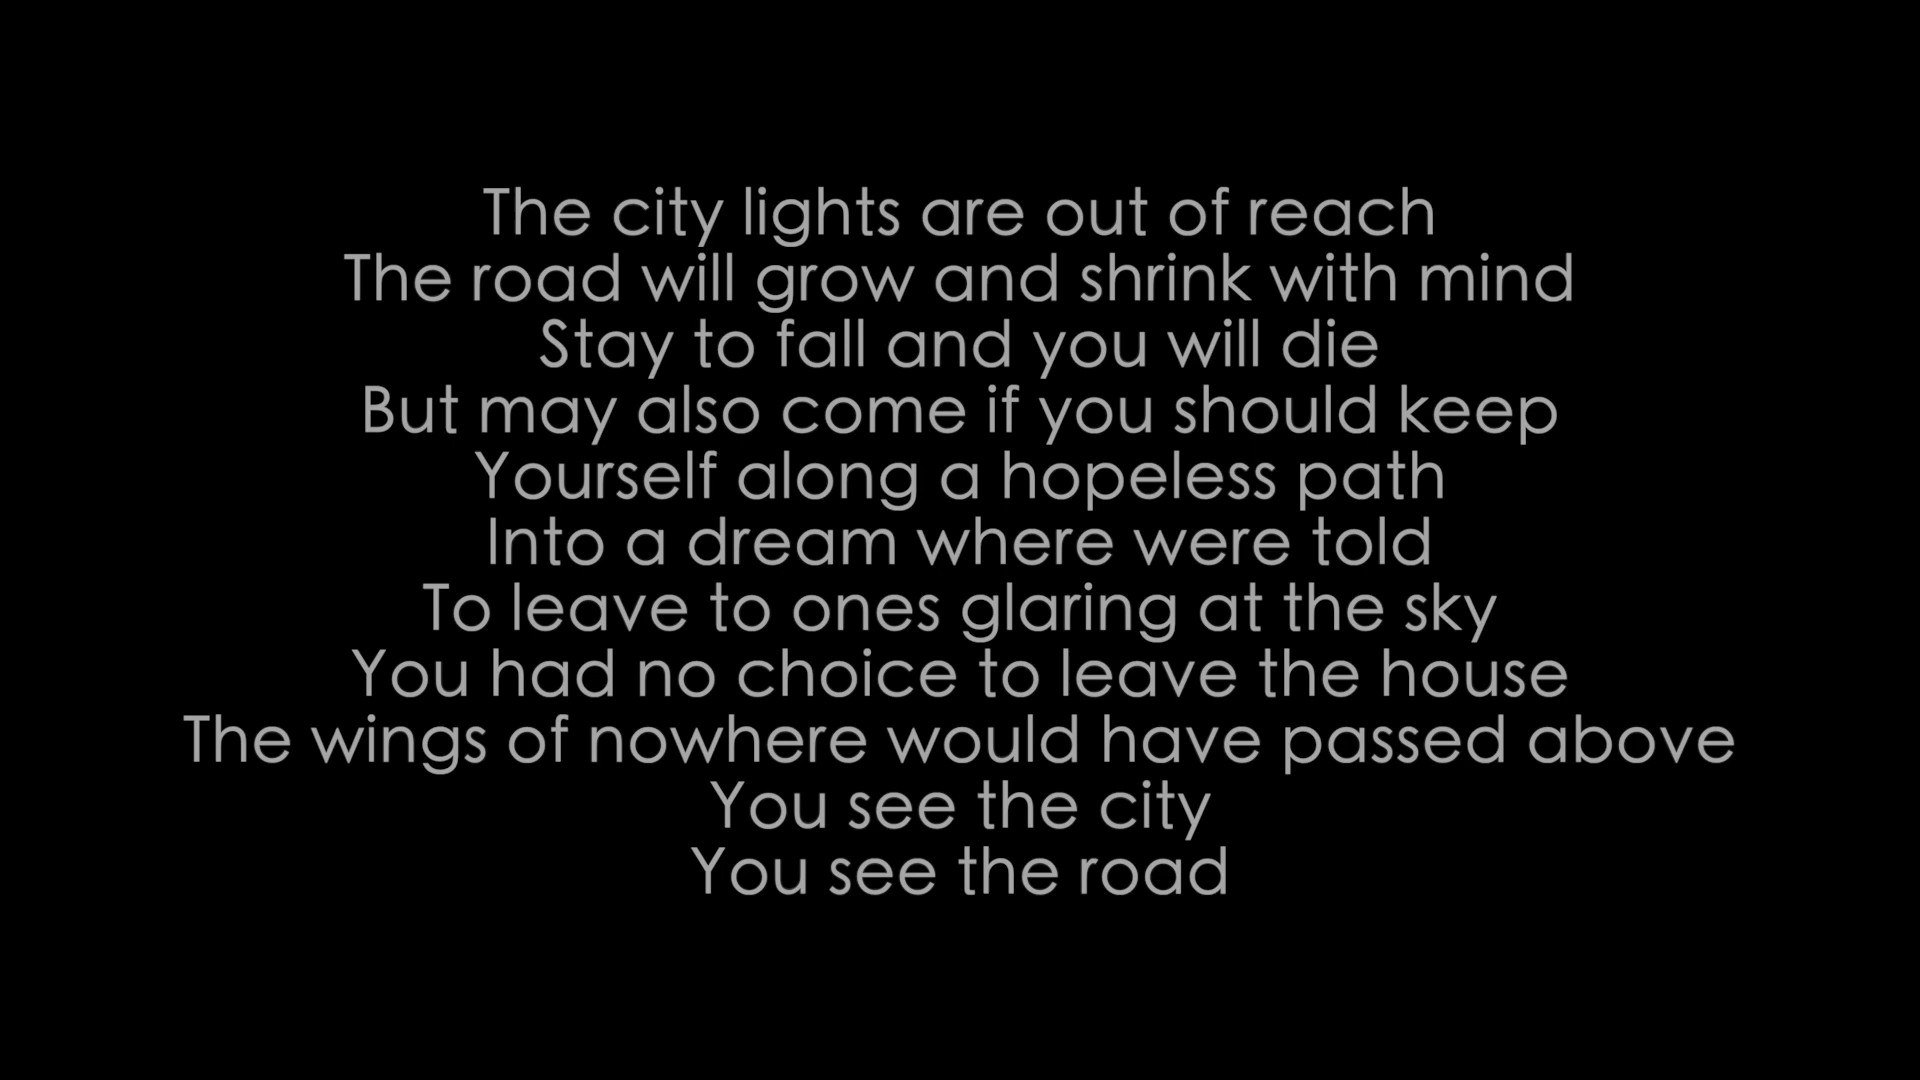 The city lights are out of reach
The road will grow and shrink with mind
Stay to fall and you will die
But may also come if you should keep
Yourself along a hopeless path
Into a dream where were told
To leave to ones glaring at the sky
You had no choice to leave the house
The wings of nowhere would have passed above
You see the city
You see the road